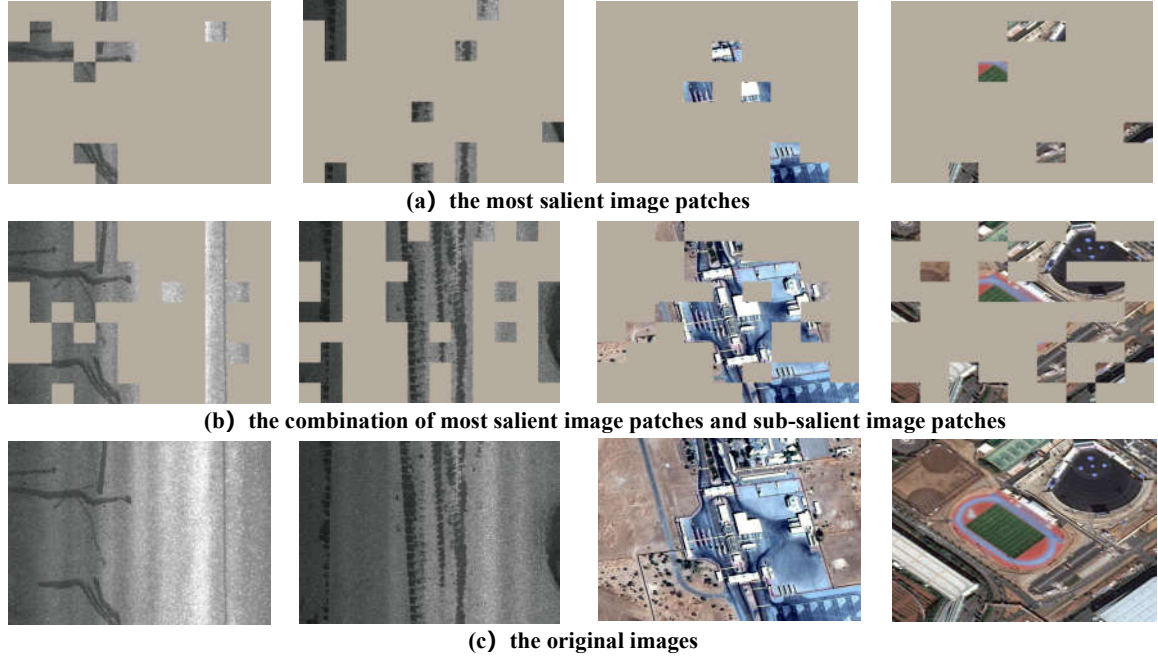 (a) the most salient image patches
(b) the combination of most salient image patches and sub-salient image patches
(c) the original images